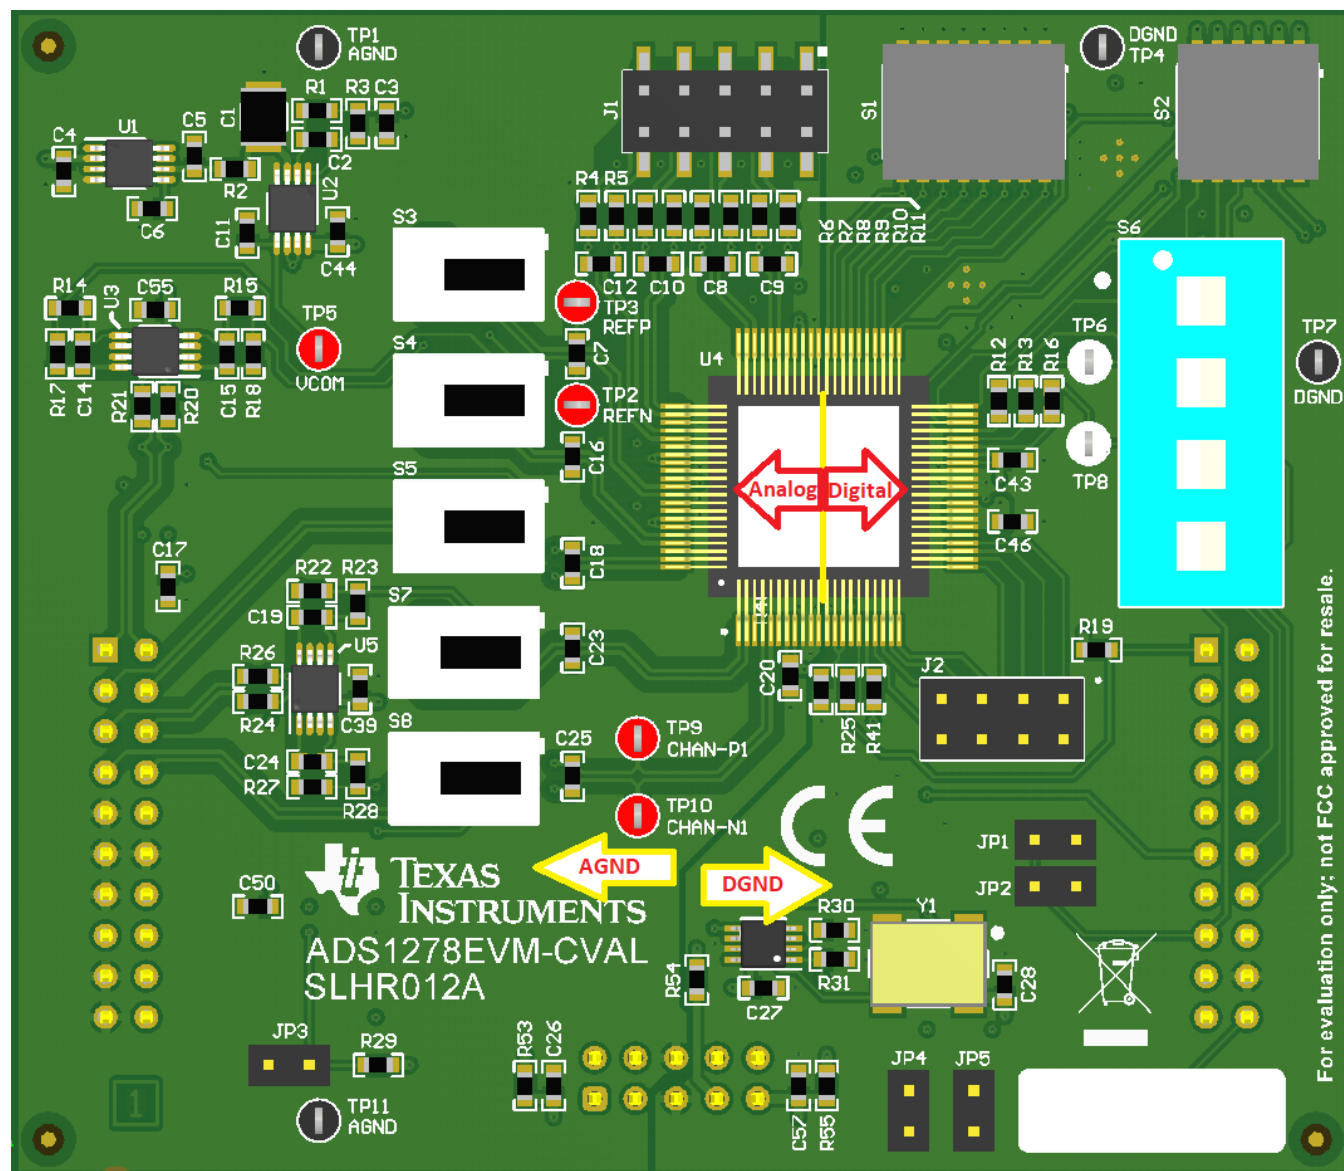 TP1
AGND
DGND
TP4
R1
R3
C3
C1
J1
S1
S2
C4
U1
C5
C2
R2
U2
C6
C11
C44
R4
R5
R6
R7
R8
R9
R10
R11
S3
S6
C12
C10
C8
C9
R14
U3
C55
R15
TP5
VCOM
TP3
REFP
S4
C7
U4
R12
R13
R16
TP6
TP7
DGND
R17
C14
R21
R20
C15
R18
TP2
REFN
C16
S5
Analog
Digital
C43
TP8
C46
C17
C18
R22
R23
C19
S7
R26
U5
C23
R24
C39
C20
R25
R41
J2
R19
S8
C24
R27
R28
C25
TP9
CHAN-P1
TP10
CHAN-N1
CE
JP1
JP2
AGND
DGND
TEXAS
INSTRUMENTS
C50
ADS1278EVM-CVAL
SLHR012A
R30
R31
Y1
R54
C27
C28
JP3
R29
R53
C26
C57
R55
JP4
JP5
TP11
AGND
1
For evaluation only; not FCC approved for resale.